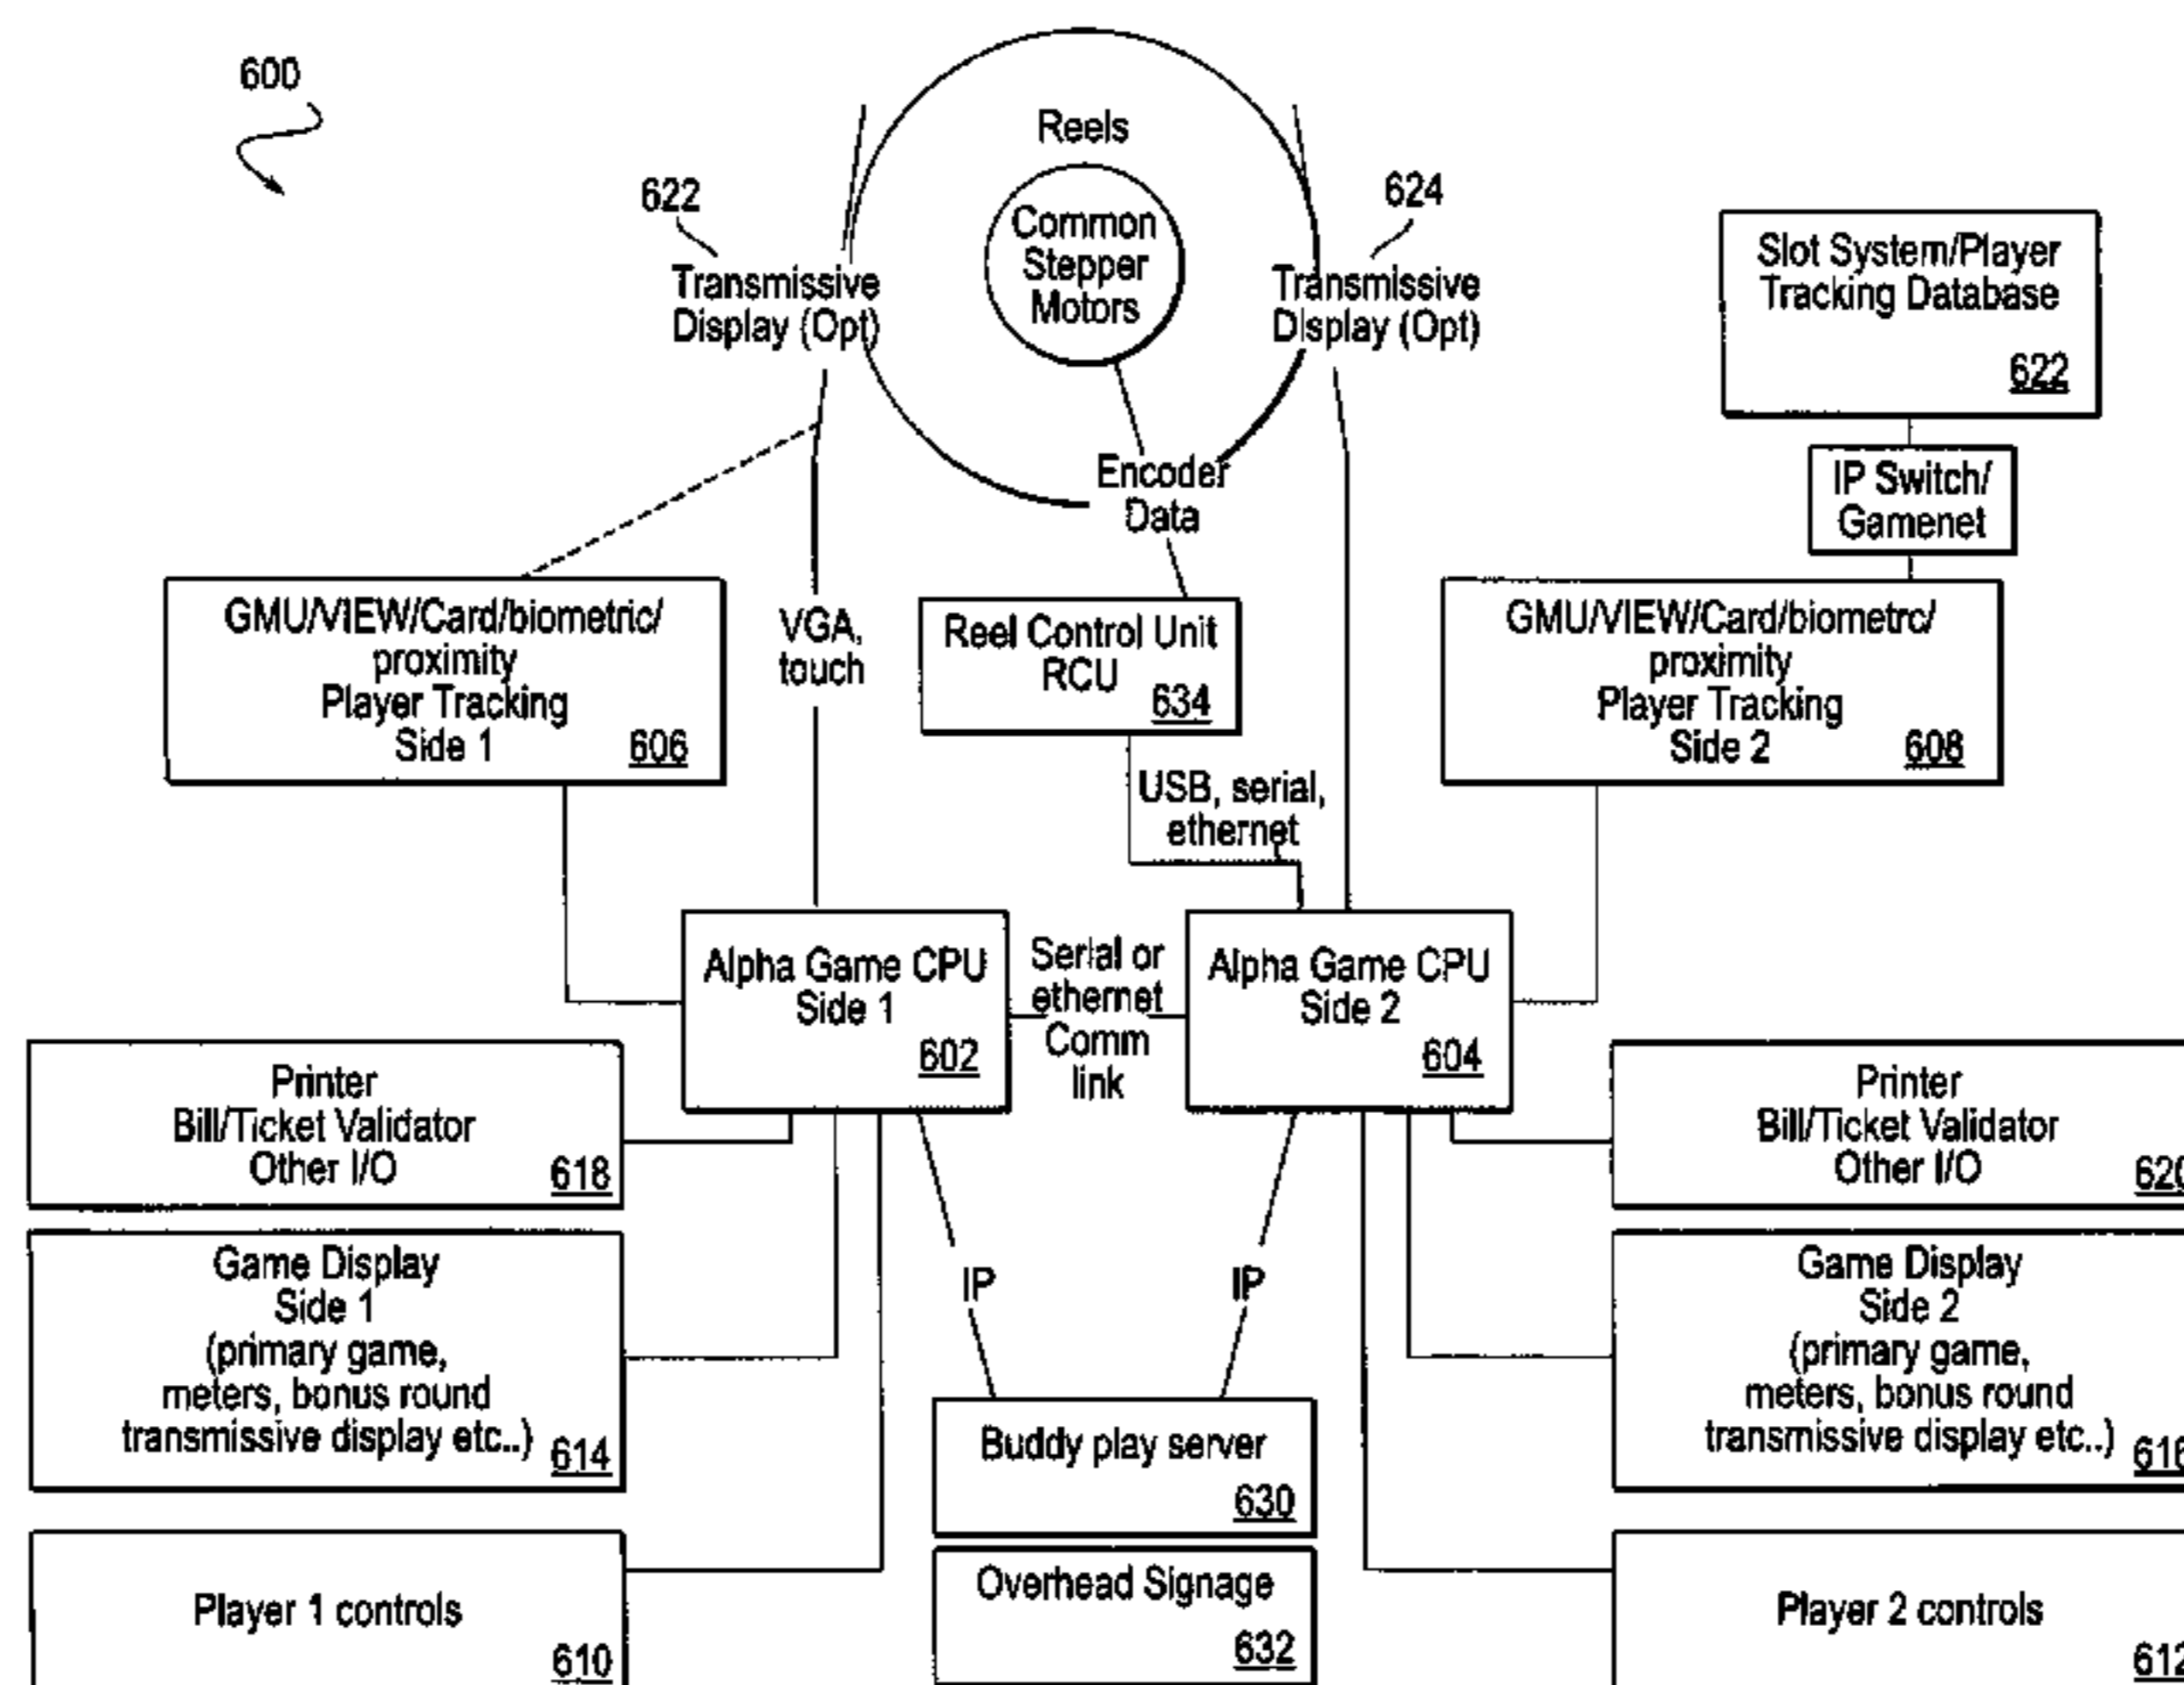 600
Reels
622
Common
Stepper
Motors
624
Transmissive
Display (Opt)
Transmissive
DIsplay (Opt)
Slot System/Player
Tracking Database
622
Encoder
Data
IP Switch/
Gamenet
GMU/VIEW/Card/biometric/
proximity
Player Tracking
Side 1
606
VGA,
touch
Reel Control Unit
RCU
634
GMU/VIEW/Card/biometrc/
proximity
Player Tracking
Side 2
608
USB, serial,
ethernet
Alpha Game CPU
Side 1
602
Serial or
ethernet
Comm
link
Alpha Game CPU
Side 2
604
Printer
Bill/Ticket Validator
Other I/O
618
Printer
Bill/Ticket Validator
Other I/O
620
Game Display
Side 1
(primary game,
meters, bonus round
transmissive display etc..)
614
IP
IP
Game Display
Side 2
(primary game,
meters, bonus round
transmissive display etc..)
616
Buddy play server
630
Overhead Signage
632
Player 1 controls
610
Player 2 controls
612